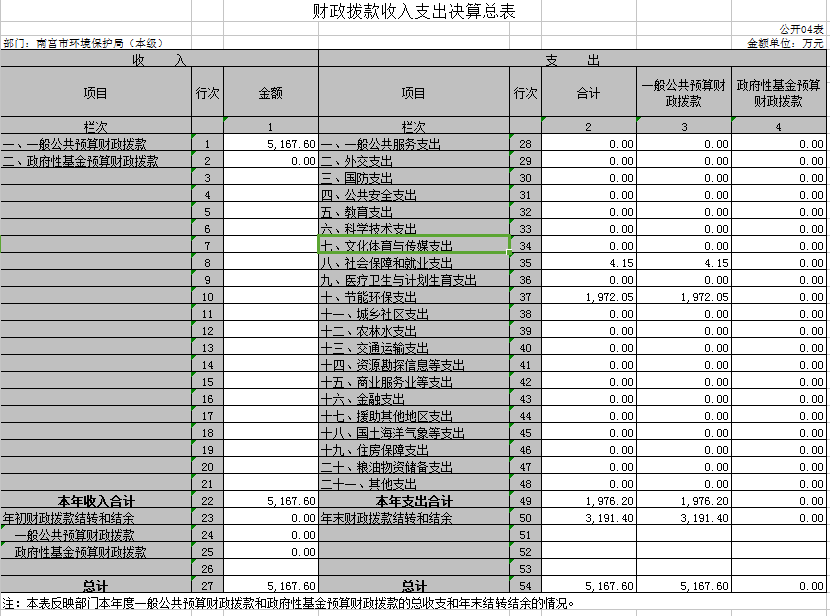 财政拨款收入支出决算总表
公开04表
部门：南宫市环境保护局（本级） 金额单位：万元
收 入 支 出
项目 行次 金额 项目 行次 合计 一般公共预算财政拨款 政府性基金预算财政拨款
栏次 1 栏次 2 3 4
一、一般公共预算财政拨款 1 5,167.60 一、一般公共服务支出 28 0.00 0.00 0.00
二、政府性基金预算财政拨款 2 0.00 二、外交支出 29 0.00 0.00 0.00
3 三、国防支出 30 0.00 0.00 0.00
4 四、公共安全支出 31 0.00 0.00 0.00
5 五、教育支出 32 0.00 0.00 0.00
6 六、科学技术支出 33 0.00 0.00 0.00
7 七、文化体育与传媒支出 34 0.00 0.00 0.00
8 八、社会保障和就业支出 35 4.15 4.15 0.00
9 九、医疗卫生与计划生育支出 36 0.00 0.00 0.00
10 十、节能环保支出 37 1,972.05 1,972.05 0.00
11 十一、城乡社区支出 38 0.00 0.00 0.00
12 十二、农林水支出 39 0.00 0.00 0.00
13 十三、交通运输支出 40 0.00 0.00 0.00
14 十四、资源勘探信息等支出 41 0.00 0.00 0.00
15 十五、商业服务业等支出 42 0.00 0.00 0.00
16 十六、金融支出 43 0.00 0.00 0.00
17 十七、援助其他地区支出 44 0.00 0.00 0.00
18 十八、国土海洋气象等支出 45 0.00 0.00 0.00
19 十九、住房保障支出 46 0.00 0.00 0.00
20 二十、粮油物资储备支出 47 0.00 0.00 0.00
21 二十一、其他支出 48 0.00 0.00 0.00
本年收入合计 22 5,167.60 本年支出合计 49 1,976.20 1,976.20 0.00
年初财政拨款结转和结余 23 0.00 年末财政拨款结转和结余 50 3,191.40 3,191.40 0.00
一般公共预算财政拨款 24 0.00 51
政府性基金预算财政拨款 25 0.00 52
26 53
总计 27 5,167.60 总计 54 5,167.60 5,167.60 0.00
注：本表反映部门本年度一般公共预算财政拨款和政府性基金预算财政拨款的总收支和年末结转结余的情况。